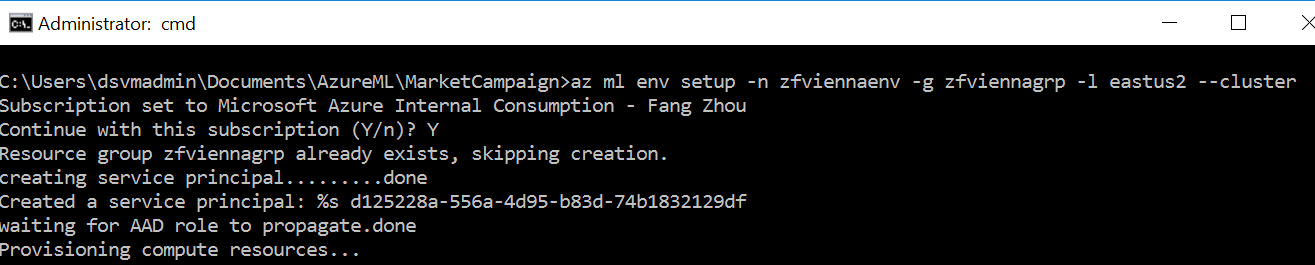 Administrator: cmd
C:\Users\dsvmadmin\Documents\AzureML\MarketCampaign>az ml env setup -n zfviennaenv -g zfviennagrp -l eastus2 --cluster
Subscription set to Microsoft Azure Internal Consumption - Fang Zhou
Continue with this subscription (Y/n)? Y
Resource group zfviennagrp already exists, skipping creation.
creating service principal.........done
Created a service principal: %s d125228a-556a-4d95-b83d-74b1832129df
waiting for AAD role to propagate.done
Provisioning compute resources...